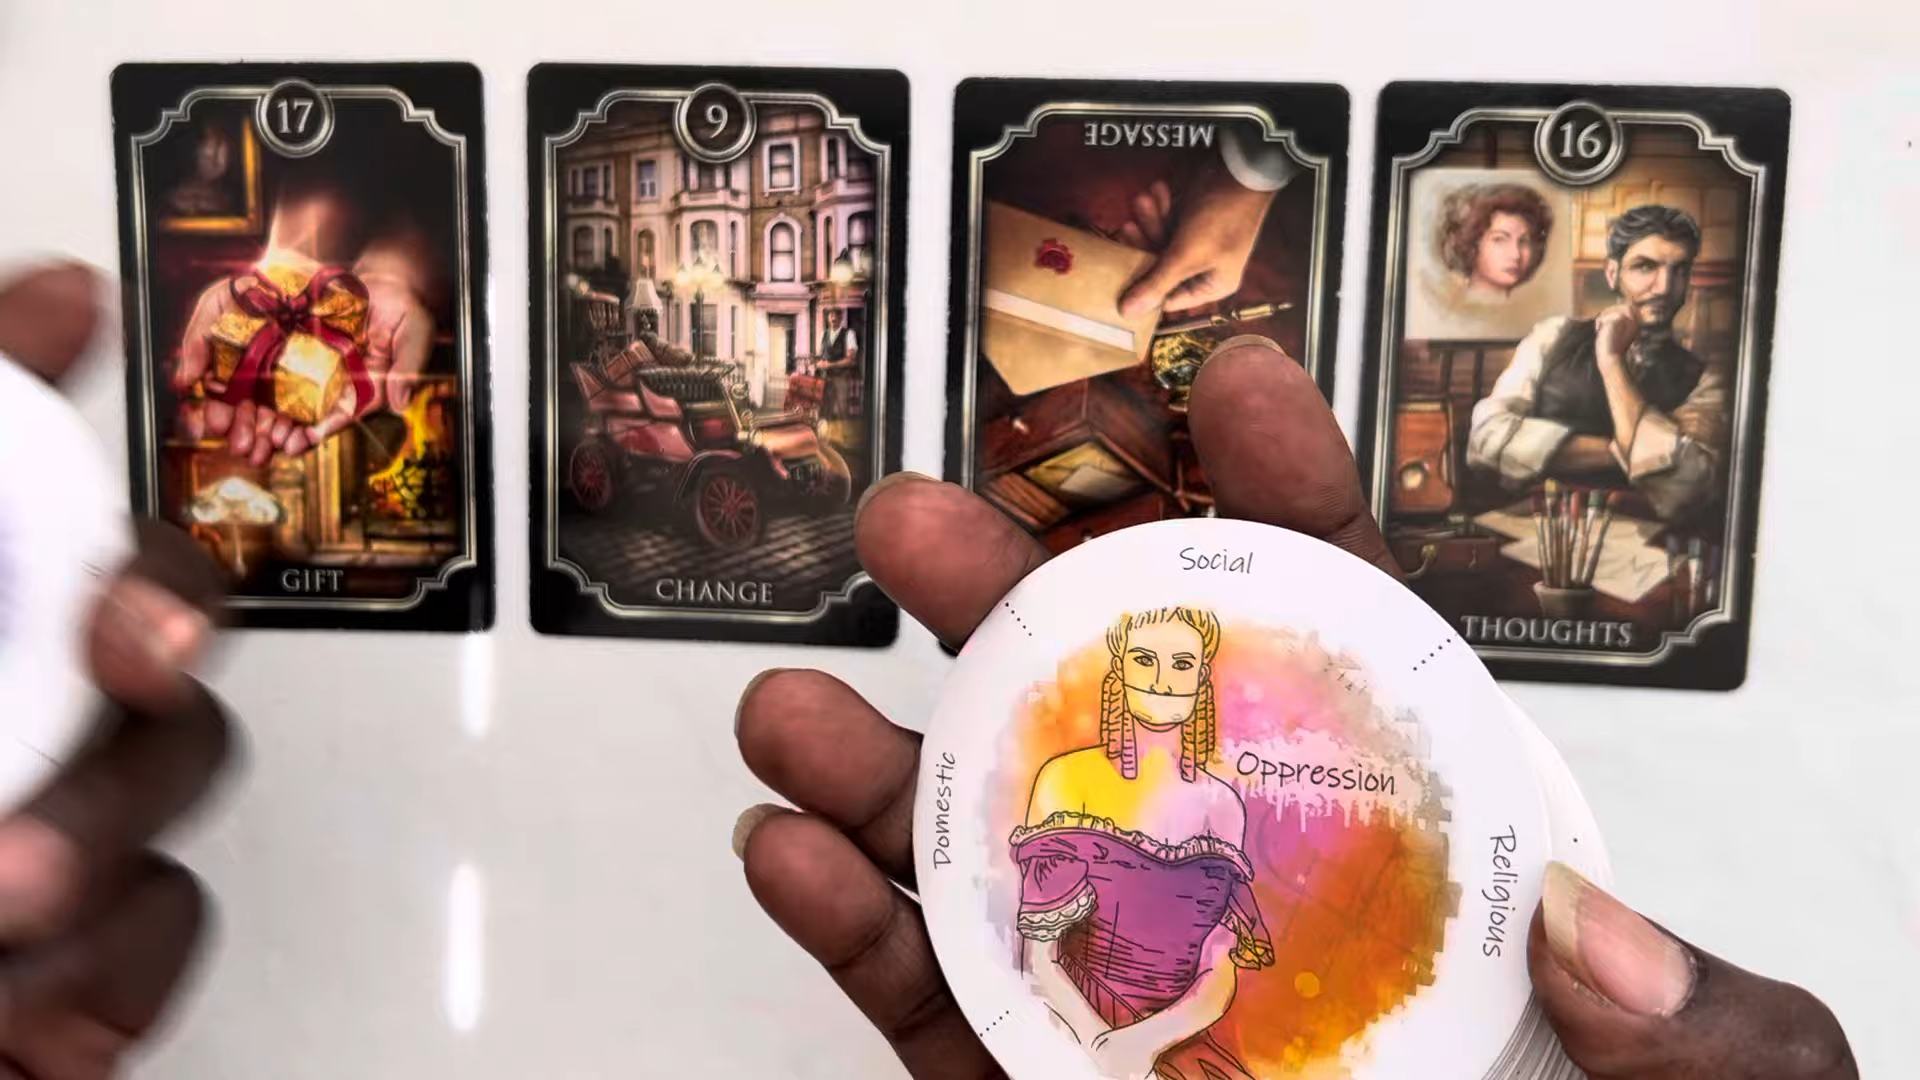 17
GIFT
9
CHANGE
MESSAGE
16
THOUGHTS
Social
Domestic
Oppression
Religious